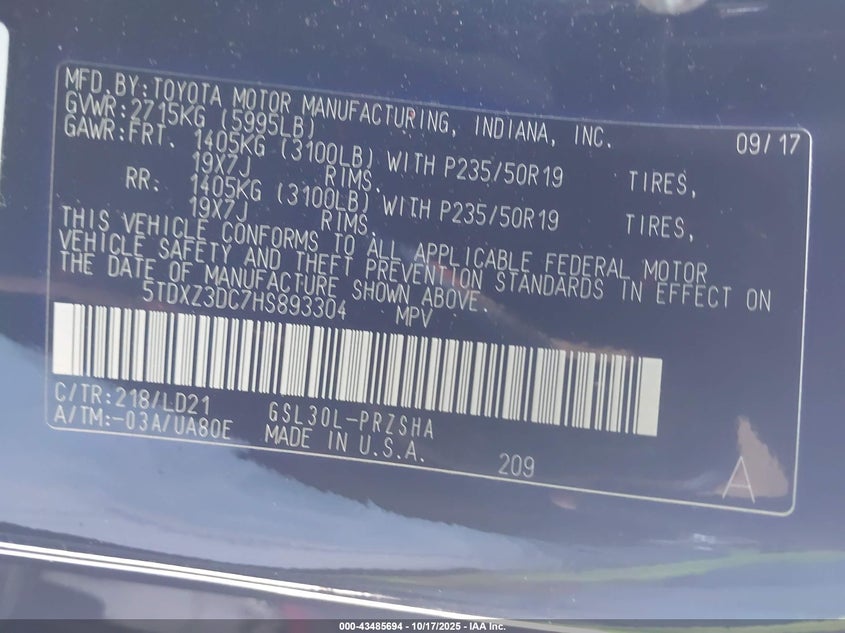 MFD.BY:TOYOTA MOTOR MANUFACTURING, INDIANA, INC. 09/17
GVWR:2715KG (5995LB)
GAWR:FRT. 1405KG (3100LB) WITH P235/50R19 TIRES,
19X7J RIMS.
RR: 1405KG (3100LB) WITH P235/50R19 TIRES,
19X7J RIMS.
THIS VEHICLE CONFORMS TO ALL APPLICABLE FEDERAL MOTOR
VEHICLE SAFETY AND THEFT PREVENTION STANDARDS IN EFFECT ON
THE DATE OF MANUFACTURE SHOWN ABOVE.
5TDXZ3DC7HS893304 MPV
C/TR:218/LD21 GSL30L-PRZSHA
A/TM:-03A/UA80E MADE IN U.S.A. 209
A
000-43485694 - 10/17/2025 - IAA Inc.